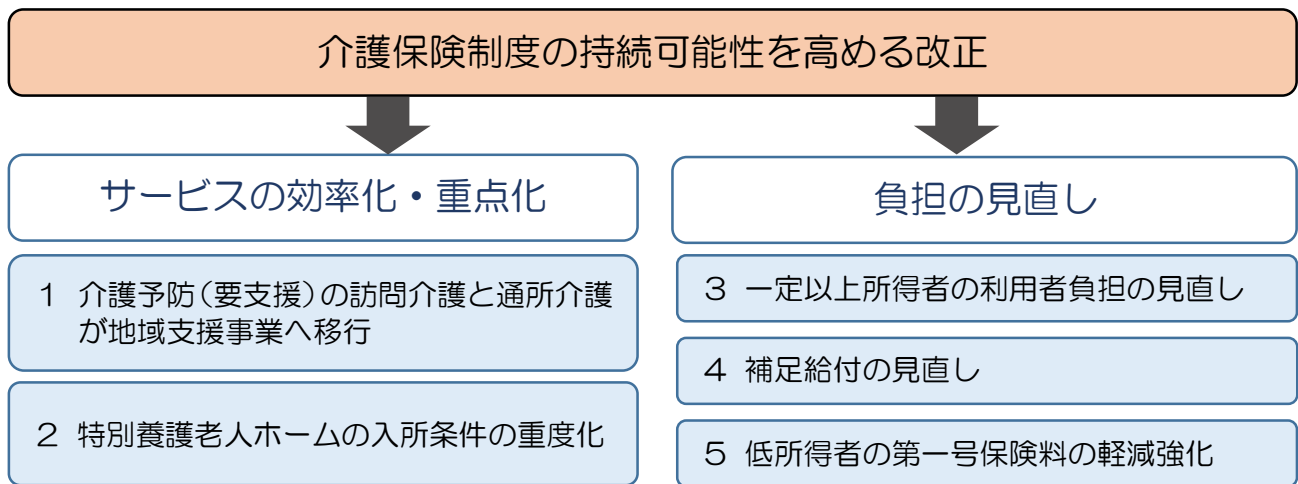 介護保険制度の持続可能性を高める改正
サービスの効率化・重点化
1 介護予防(要支援)の訪問介護と通所介護
が地域支援事業へ移行
2 特別養護老人ホームの入所条件の重度化
負担の見直し
3 一定以上所得者の利用者負担の見直し
4 補足給付の見直し
5 低所得者の第一号保険料の軽減強化